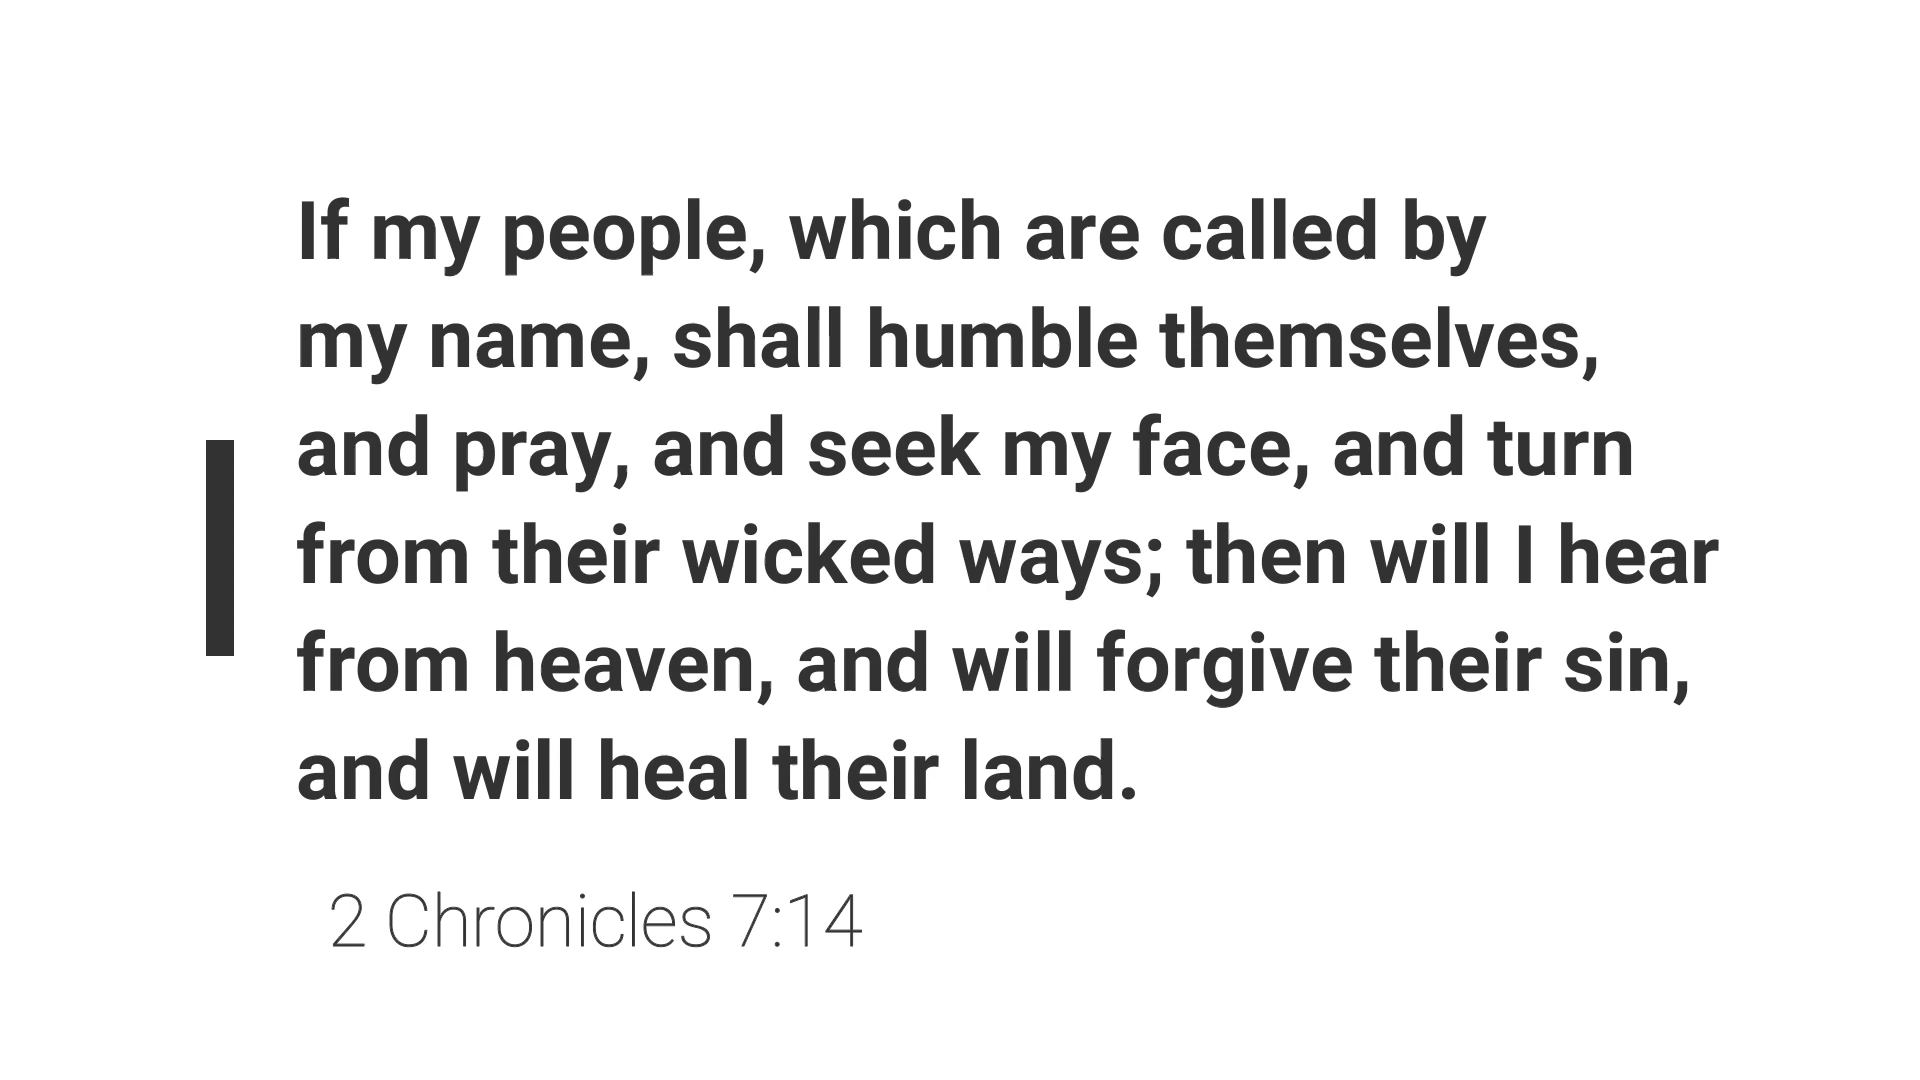 If my people, which are called by
my name, shall humble themselves,
and pray, and seek my face, and turn
from their wicked ways; then will I hear
from heaven, and will forgive their sin,
and will heal their land.
2 Chronicles 7:14